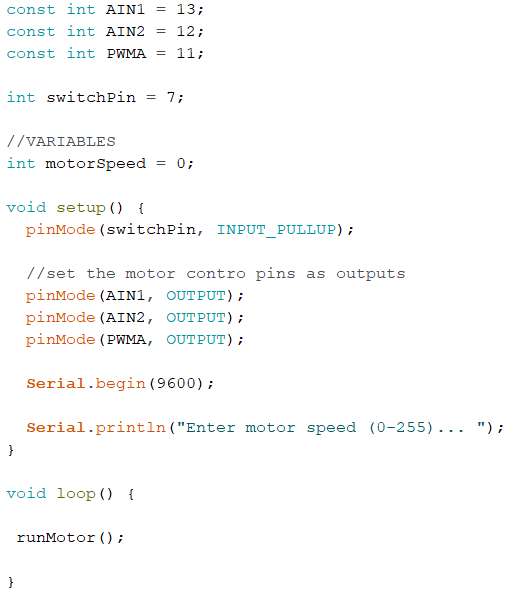 const int AIN1 = 13;
const int AIN2 = 12;
const int PWMA = 11;

int switchPin = 7;

//VARIABLES
int motorSpeed = 0;

void setup() {
  pinMode(switchPin, INPUT_PULLUP);

  //set the motor contro pins as outputs
  pinMode(AIN1, OUTPUT);
  pinMode(AIN2, OUTPUT);
  pinMode(PWMA, OUTPUT);

  Serial.begin(9600);

  Serial.println("Enter motor speed (0-255)... ");
}

void loop() {

 runMotor();

}